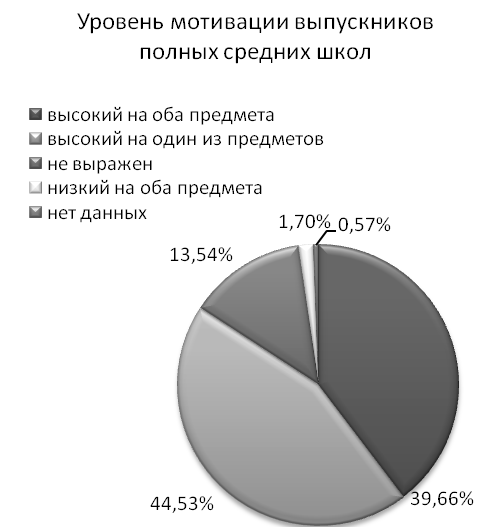 Уровень мотивации выпускников
полных средних школ
высокий на оба предмета
высокий на один из предметов
не выражен
низкий на оба предмета
нет данных
1,70%
0,57%
13,54%
44,53%
39,66%